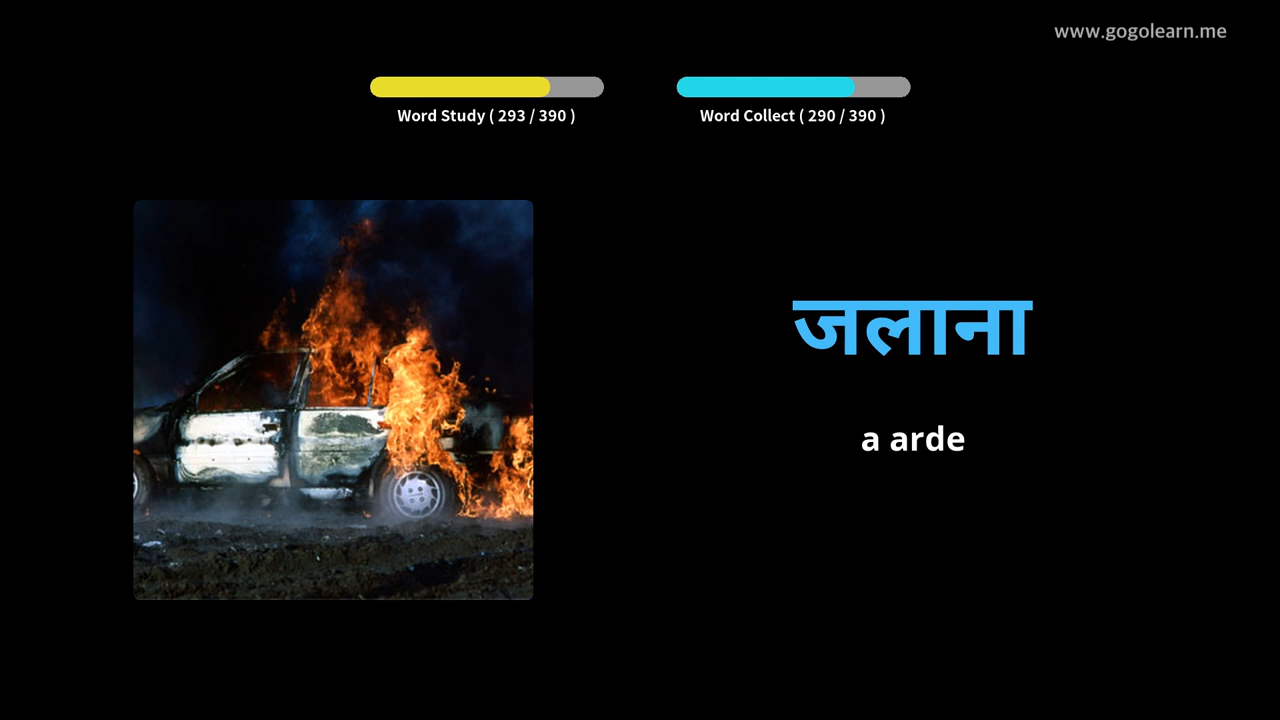 www.gogolearn.me
Word Study ( 293 / 390 )
Word Collect ( 290 / 390 )
जलाना
a arde